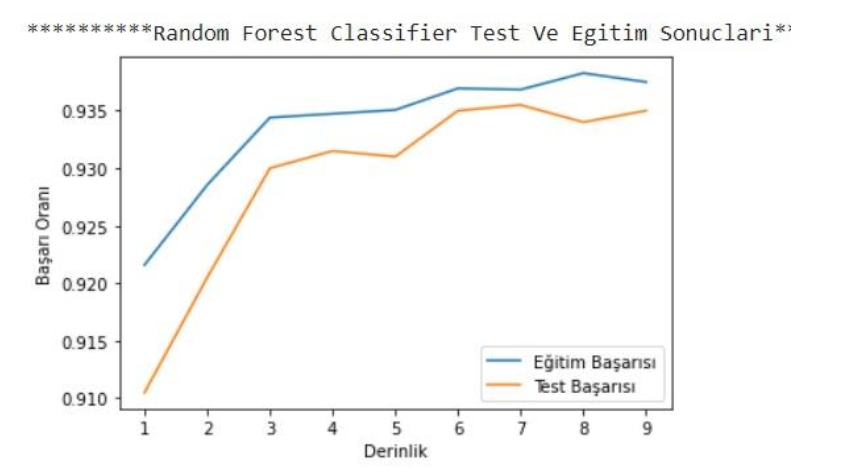 **********Random Forest Classifier Test Ve Egitim Sonuclari**
0.935
0.930
0.925
0.920
0.915
0.910
Başarı Oranı
Eğitim Başarısı
Test Başarısı
1 2 3 4 5 6 7 8 9
Derinlik